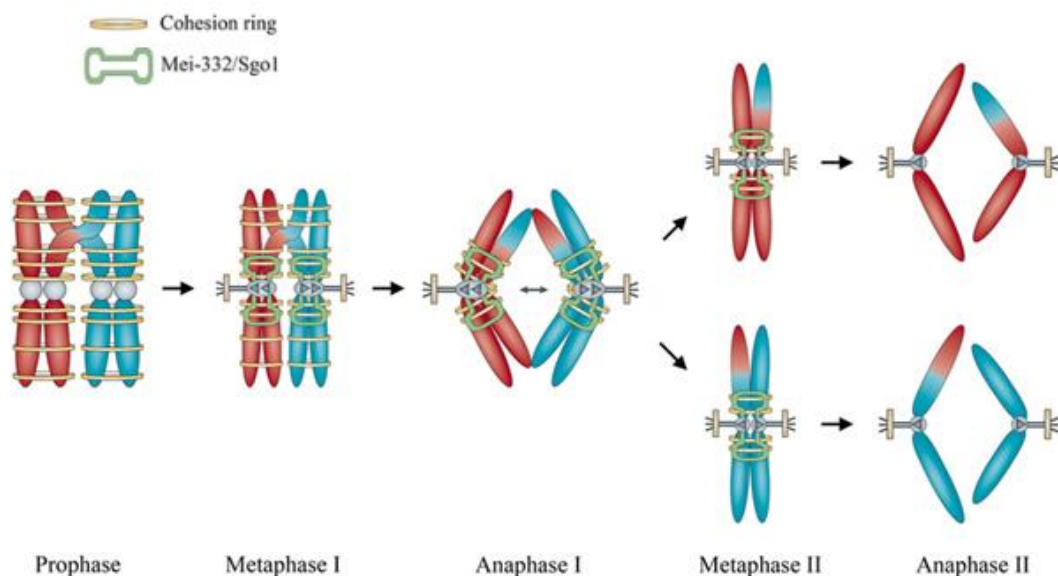 Cohesion ring
Mei-332/Sgo1
Prophase
Metaphase I
Anaphase I
Metaphase II
Anaphase II